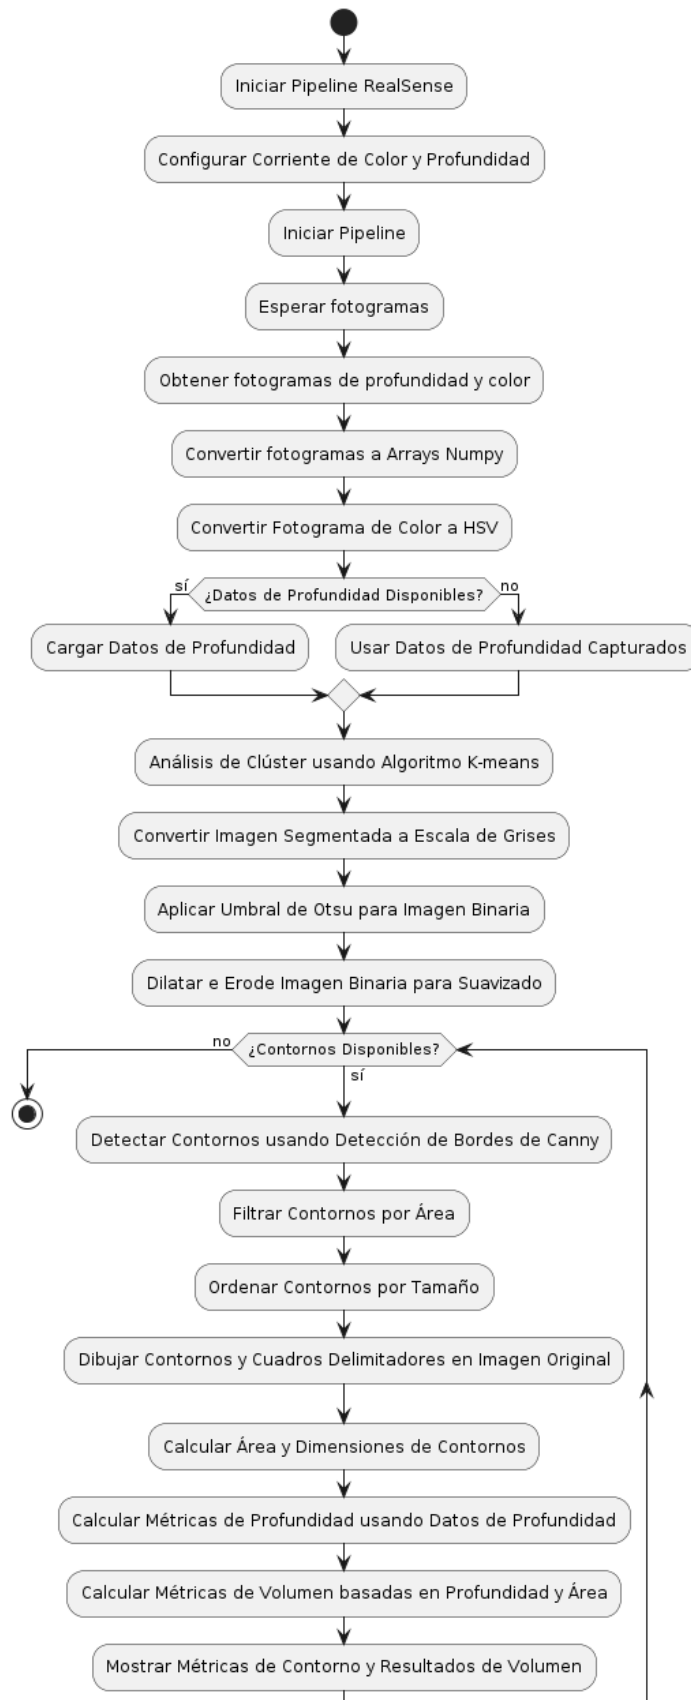 Iniciar Pipeline RealSense
Configurar Corriente de Color y Profundidad
Iniciar Pipeline
Esperar fotogramas
Obtener fotogramas de profundidad y color
Convertir fotogramas a Arrays Numpy
Convertir Fotograma de Color a HSV
sí
¿Datos de Profundidad Disponibles?
no
Cargar Datos de Profundidad
Usar Datos de Profundidad Capturados
Análisis de Clúster usando Algoritmo K-means
Convertir Imagen Segmentada a Escala de Grises
Aplicar Umbral de Otsu para Imagen Binaria
Dilatar e Erode Imagen Binaria para Suavizado
no
¿Contornos Disponibles?
sí
Detectar Contornos usando Detección de Bordes de Canny
Filtrar Contornos por Área
Ordenar Contornos por Tamaño
Dibujar Contornos y Cuadros Delimitadores en Imagen Original
Calcular Área y Dimensiones de Contornos
Calcular Métricas de Profundidad usando Datos de Profundidad
Calcular Métricas de Volumen basadas en Profundidad y Área
Mostrar Métricas de Contorno y Resultados de Volumen